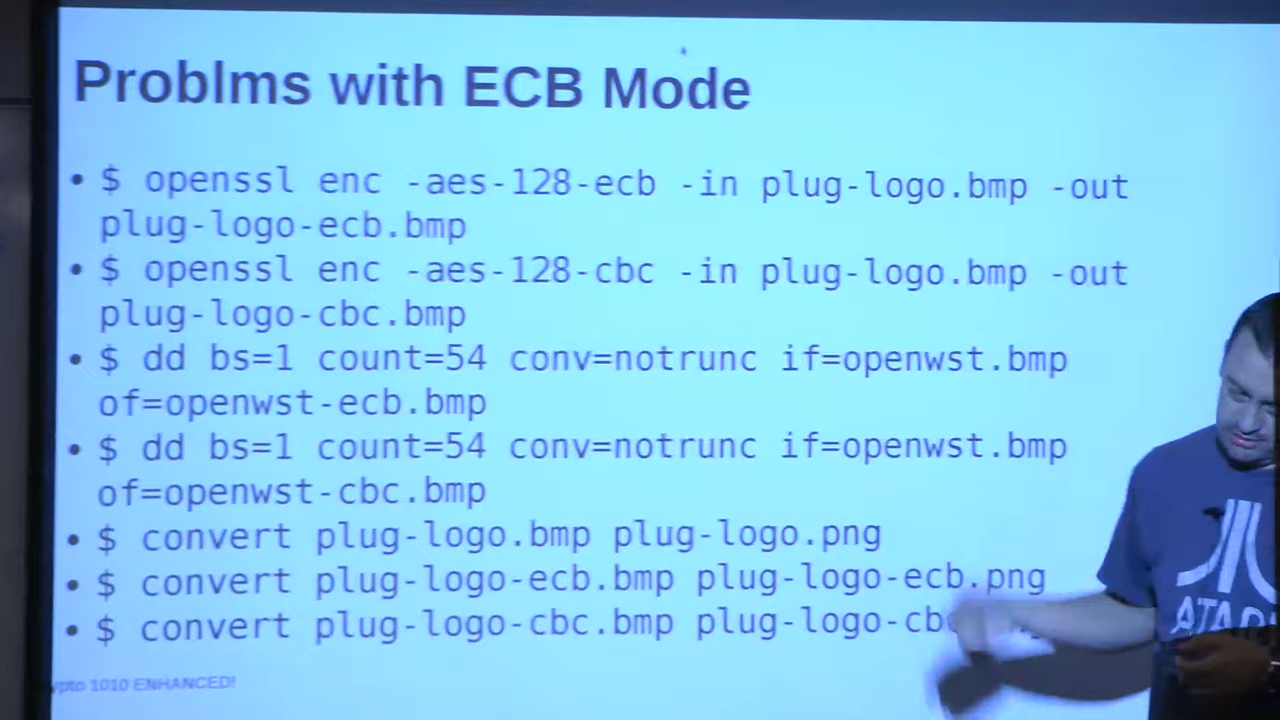 Problms with ECB Mode
• $ openssl enc -aes-128-ecb -in plug-logo.bmp -out
plug-logo-ecb.bmp
• $ openssl enc -aes-128-cbc -in plug-logo.bmp -out
plug-logo-cbc.bmp
• $ dd bs=1 count=54 conv=notrunc if=openwst.bmp
of=openwst-ecb.bmp
• $ dd bs=1 count=54 conv=notrunc if=openwst.bmp
of=openwst-cbc.bmp
• $ convert plug-logo.bmp plug-logo.png
• $ convert plug-logo-ecb.bmp plug-logo-ecb.png
• $ convert plug-logo-cbc.bmp
1010 ENHANCED!